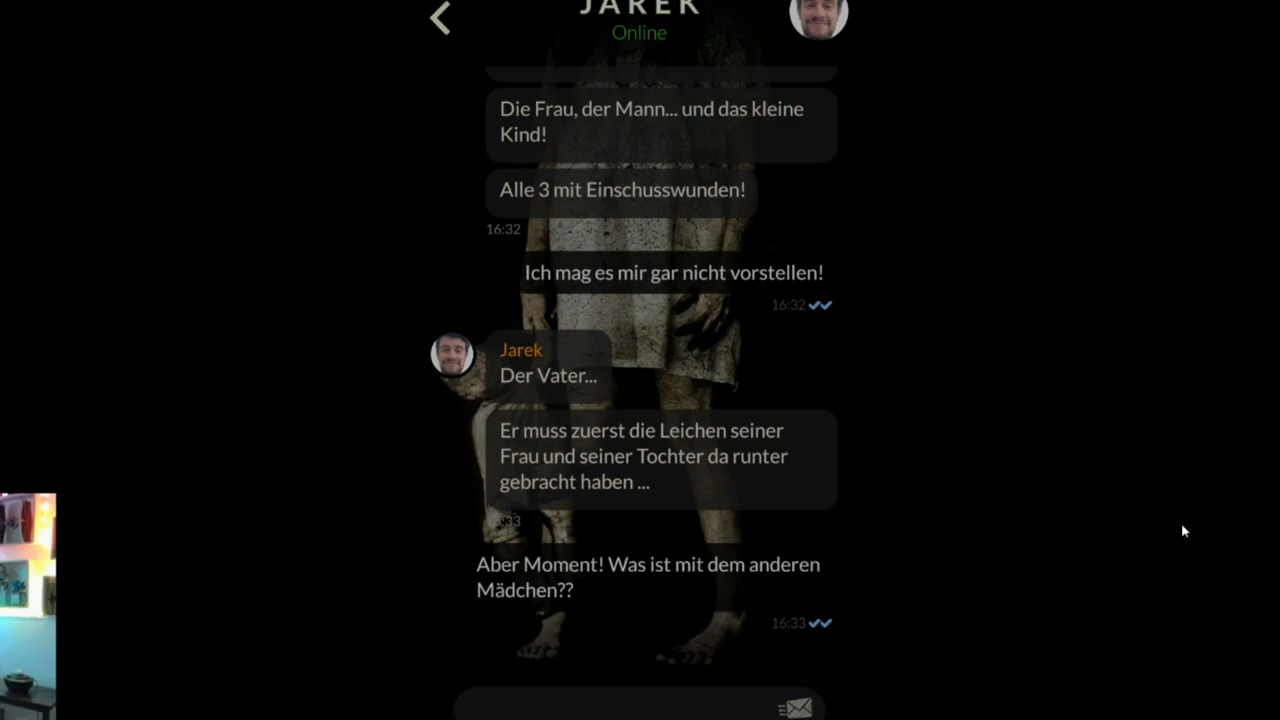 JAREK
Online
Die Frau, der Mann... und das kleine
Kind!
Alle 3 mit Einschusswunden!
16:32
Ich mag es mir gar nicht vorstellen!
16:32
Jarek
Der Vater...
Er muss zuerst die Leichen seiner
Frau und seiner Tochter da runter
gebracht haben ...
:33
Aber Moment! Was ist mit dem anderen
Mädchen??
16:33